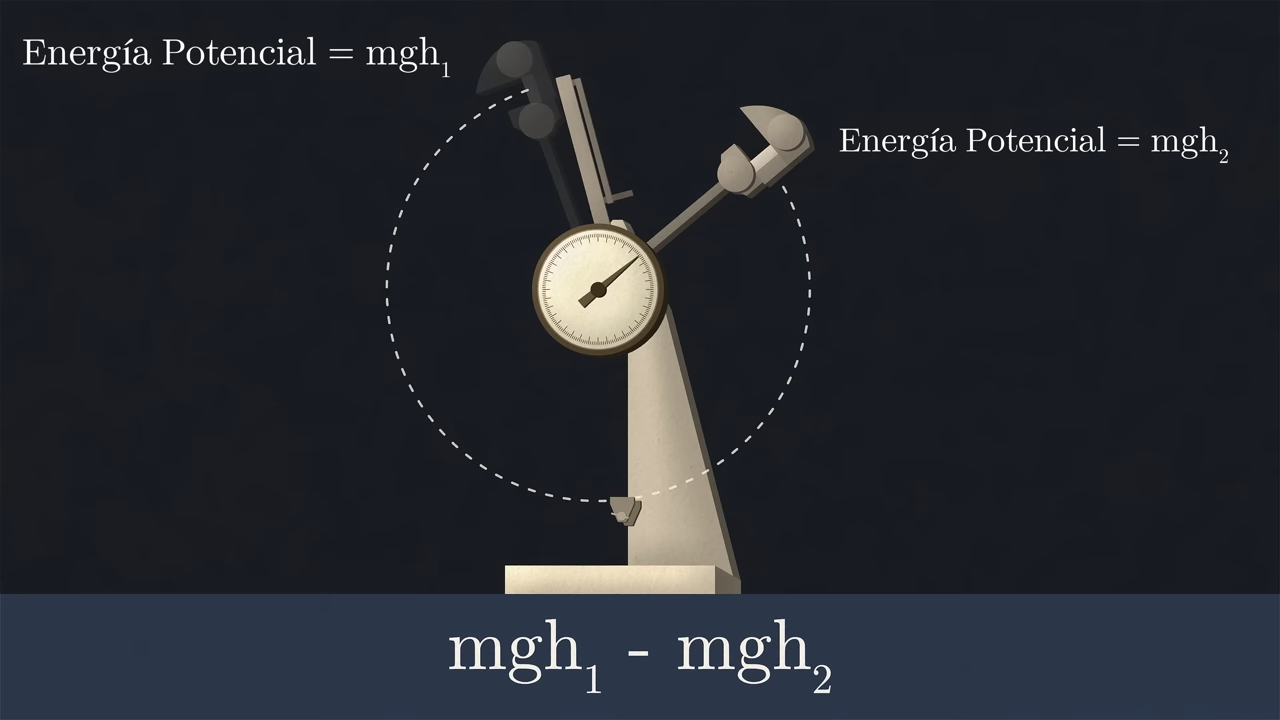 Energía Potencial = mgh₁
Energía Potencial = mgh₂
mgh₁ - mgh₂